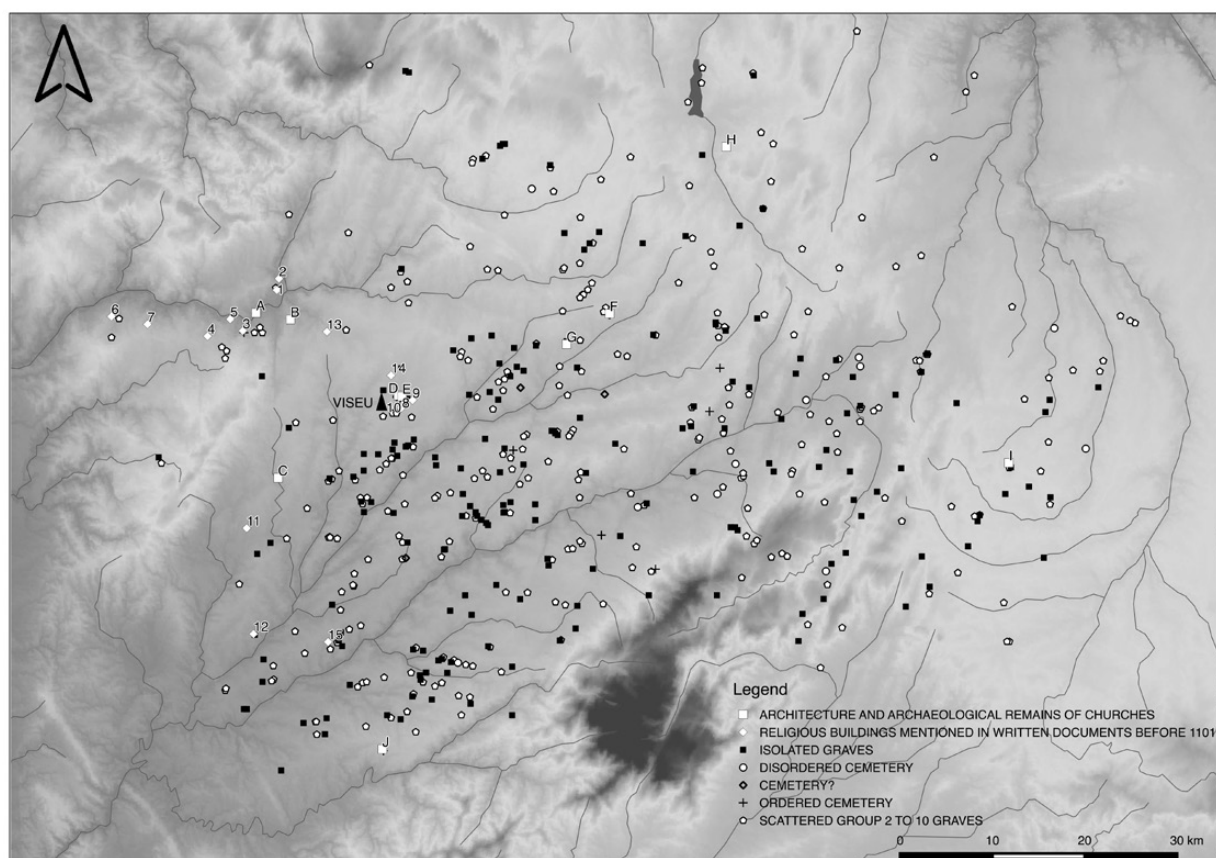 H
2
1
6
7
5
A
B
F
3
4
13
G
14
D
E
VISEU
9
8
10
I
C
11
12
15
J
Legend
ARCHITECTURE AND ARCHAEOLOGICAL REMAINS OF CHURCHES
RELIGIOUS BUILDINGS MENTIONED IN WRITTEN DOCUMENTS BEFORE 1101
ISOLATED GRAVES
DISORDERED CEMETERY
CEMETERY?
ORDERED CEMETERY
SCATTERED GROUP 2 TO 10 GRAVES
0 10 20 30 km